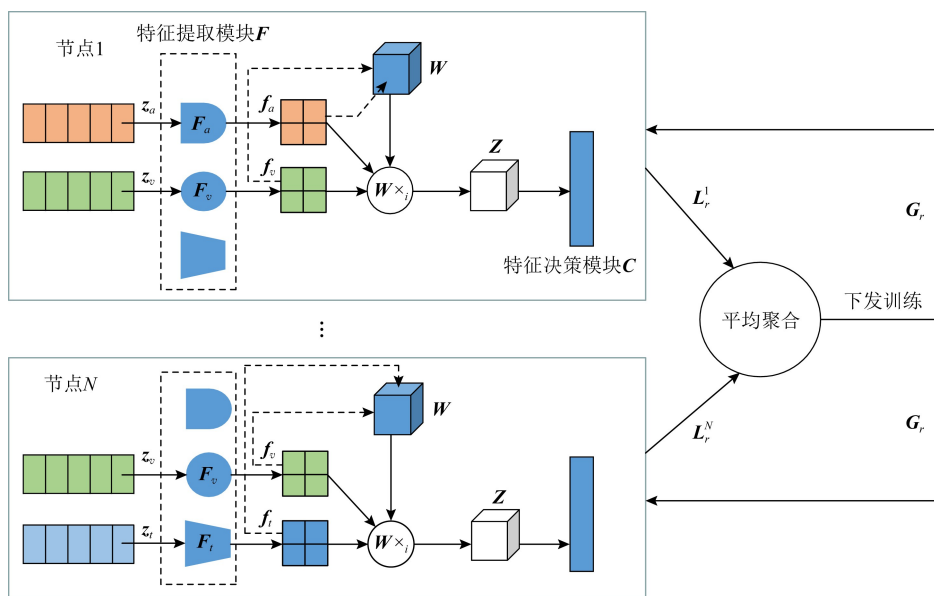 节点1
特征提取模块F
W
z_a
F_a
f_a
z_v
F_v
f_v
W×_i
Z
特征决策模块C
L_r^1
G_r
平均聚合
下发训练
⋮
节点N
W
z_v
F_v
f_v
z_t
F_t
f_t
W×_i
Z
L_r^N
G_r